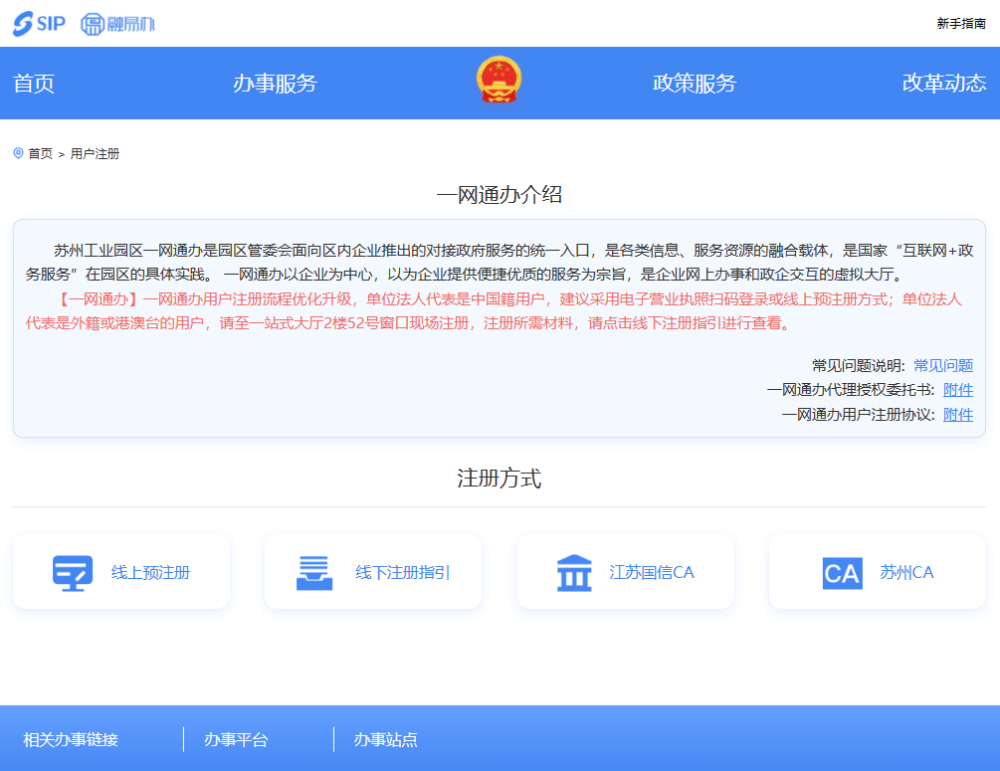 SIP 融易办
新手指南
首页 办事服务 政策服务 改革动态
首页 > 用户注册
一网通办介绍
苏州工业园区一网通办是园区管委会面向区内企业推出的对接政府服务的统一入口，是各类信息、服务资源的融合载体，是国家“互联网+政
务服务”在园区的具体实践。 一网通办以企业为中心，以为企业提供便捷优质的服务为宗旨，是企业网上办事和政企交互的虚拟大厅。
【一网通办】一网通办用户注册流程优化升级，单位法人代表是中国籍用户，建议采用电子营业执照扫码登录或线上预注册方式；单位法人
代表是外籍或港澳台的用户，请至一站式大厅2楼52号窗口现场注册，注册所需材料，请点击线下注册指引进行查看。
常见问题说明: 常见问题
一网通办代理授权委托书: 附件
一网通办用户注册协议: 附件
注册方式
线上预注册
线下注册指引
江苏国信CA
CA 苏州CA
相关办事链接 办事平台 办事站点